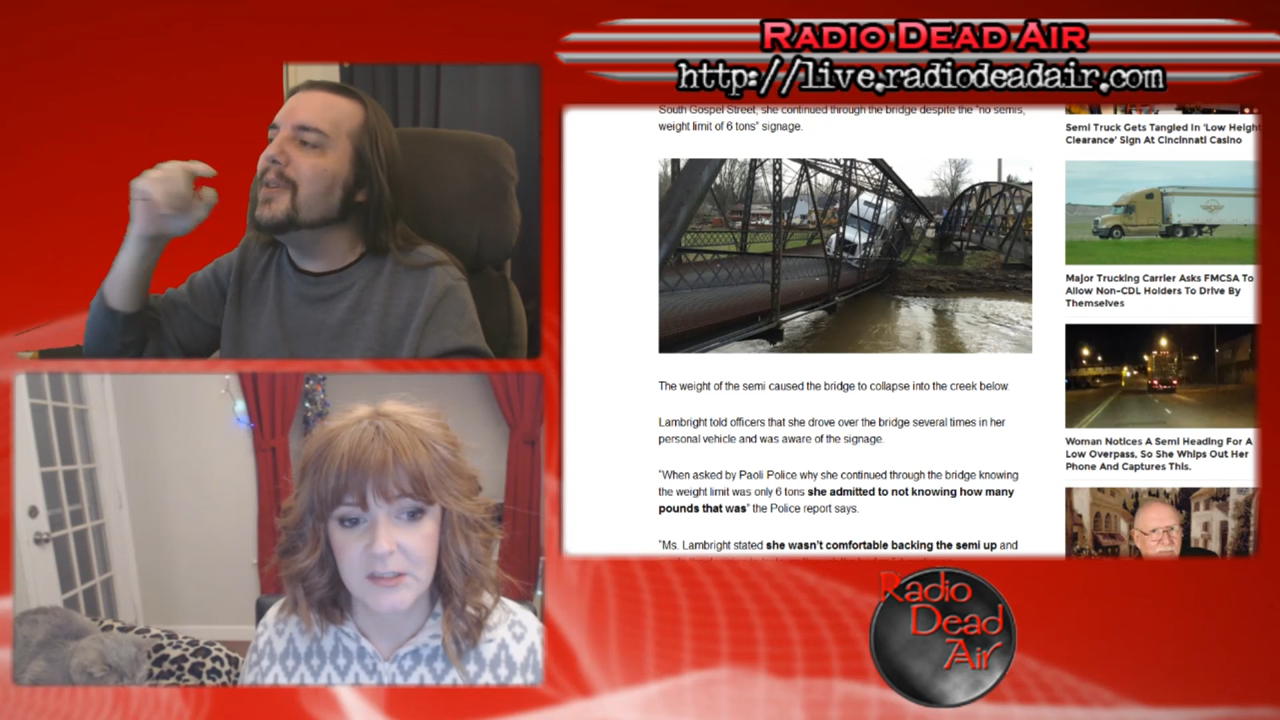 Radio Dead Air
http://live.radiodeadair.com
South Gospel Street, she continued through the bridge despite the "no semis,
weight limit of 6 tons" signage.
The weight of the semi caused the bridge to collapse into the creek below.
Lambright told officers that she drove over the bridge several times in her
personal vehicle and was aware of the signage.
"When asked by Paoli Police why she continued through the bridge knowing
the weight limit was only 6 tons she admitted to not knowing how many
pounds that was" the Police report says.
"Ms. Lambright stated she wasn't comfortable backing the semi up and
Semi Truck Gets Tangled In 'Low Height
Clearance' Sign At Cincinnati Casino
Major Trucking Carrier Asks FMCSA To
Allow Non-CDL Holders To Drive By
Themselves
Woman Notices A Semi Heading For A
Low Overpass, So She Whips Out Her
Phone And Captures This.
Radio
Dead
Air